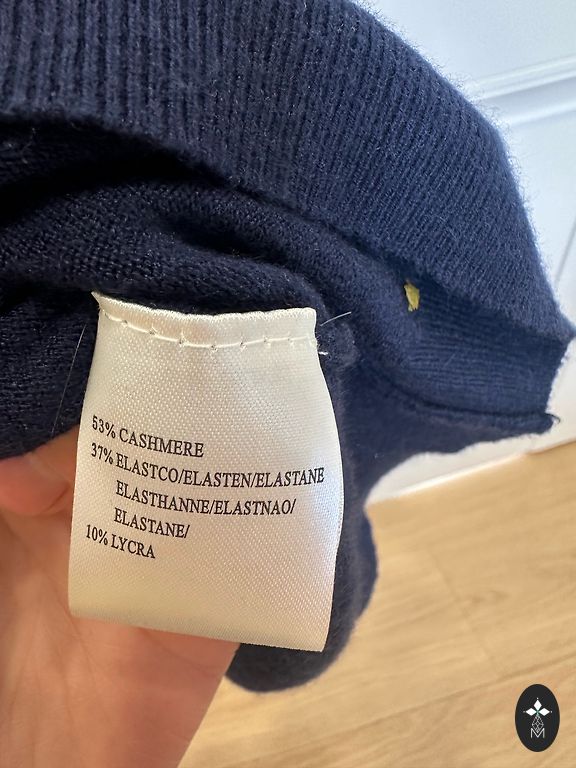 53% CASHMERE
37% ELASTCO/ELASTEN/ELASTANE
ELASTHANNE/ELASTNAO/
ELASTANE/
10% LYCRA